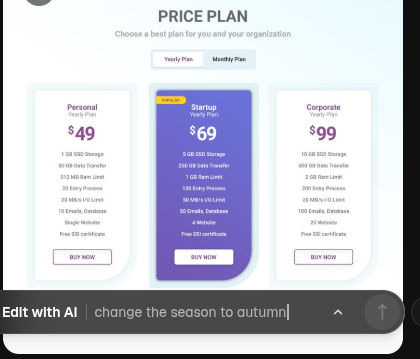 PRICE PLAN
Choose a best plan for you and your organization
Yearly Plan
Monthly Plan
Personal
Yearly Plan
$49
1 GB SSD Storage
50 GB Data Transfer
512 MB Ram Limit
20 Entry Process
20 MB/s I/O Limit
10 Emails, Database
Single Website
Free SSl certificate
BUY NOW
POPULAR
Startup
Yearly Plan
$69
5 GB SSD Storage
250 GB Data Transfer
1 GB Ram Limit
100 Entry Process
50 MB/s I/O Limit
50 Emails, Database
4 Website
Free SSl certificate
BUY NOW
Corporate
Yearly Plan
$99
10 GB SSD Storage
500 GB Data Transfer
2 GB Ram Limit
200 Entry Process
20 MB/s I/O Limit
100 Emails, Database
20 Website
Free SSl certificate
BUY NOW
Edit with AI
change the season to autumn